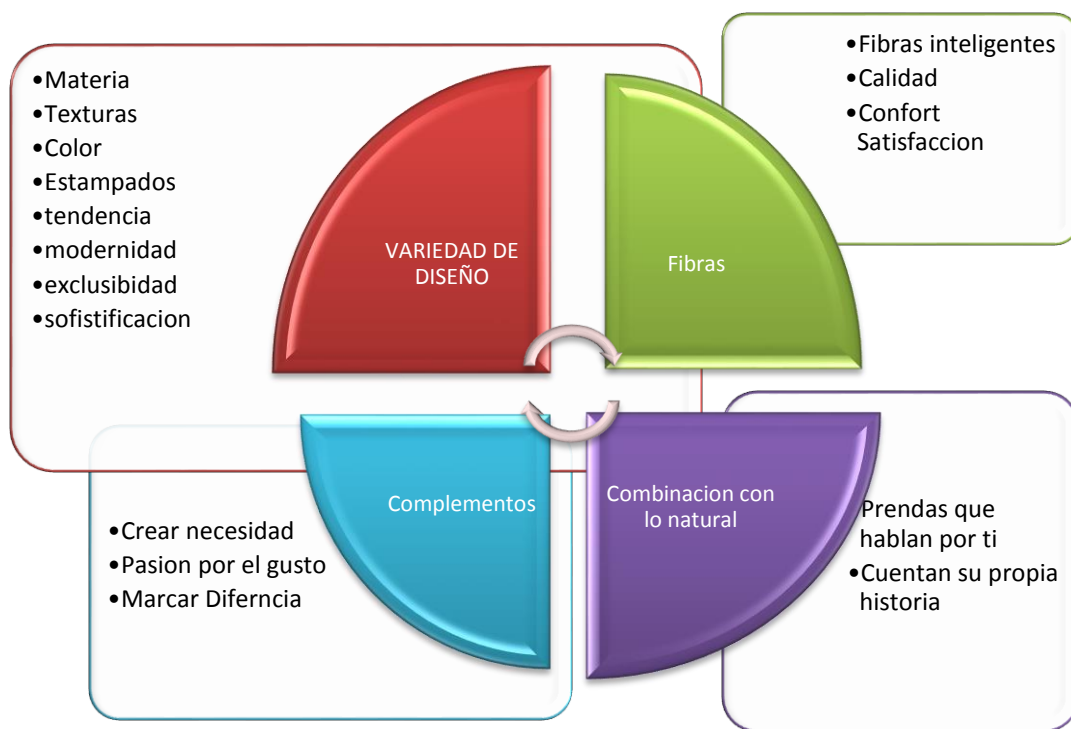 •Materia
•Texturas
•Color
•Estampados
•tendencia
•modernidad
•exclusibidad
•sofistificacion
VARIEDAD DE
DISEÑO
Fibras
•Fibras inteligentes
•Calidad
•Confort
Satisfaccion
Complementos
•Crear necesidad
•Pasion por el gusto
•Marcar Diferncia
Combinacion con
lo natural
Prendas que
hablan por ti
•Cuentan su propia
historia